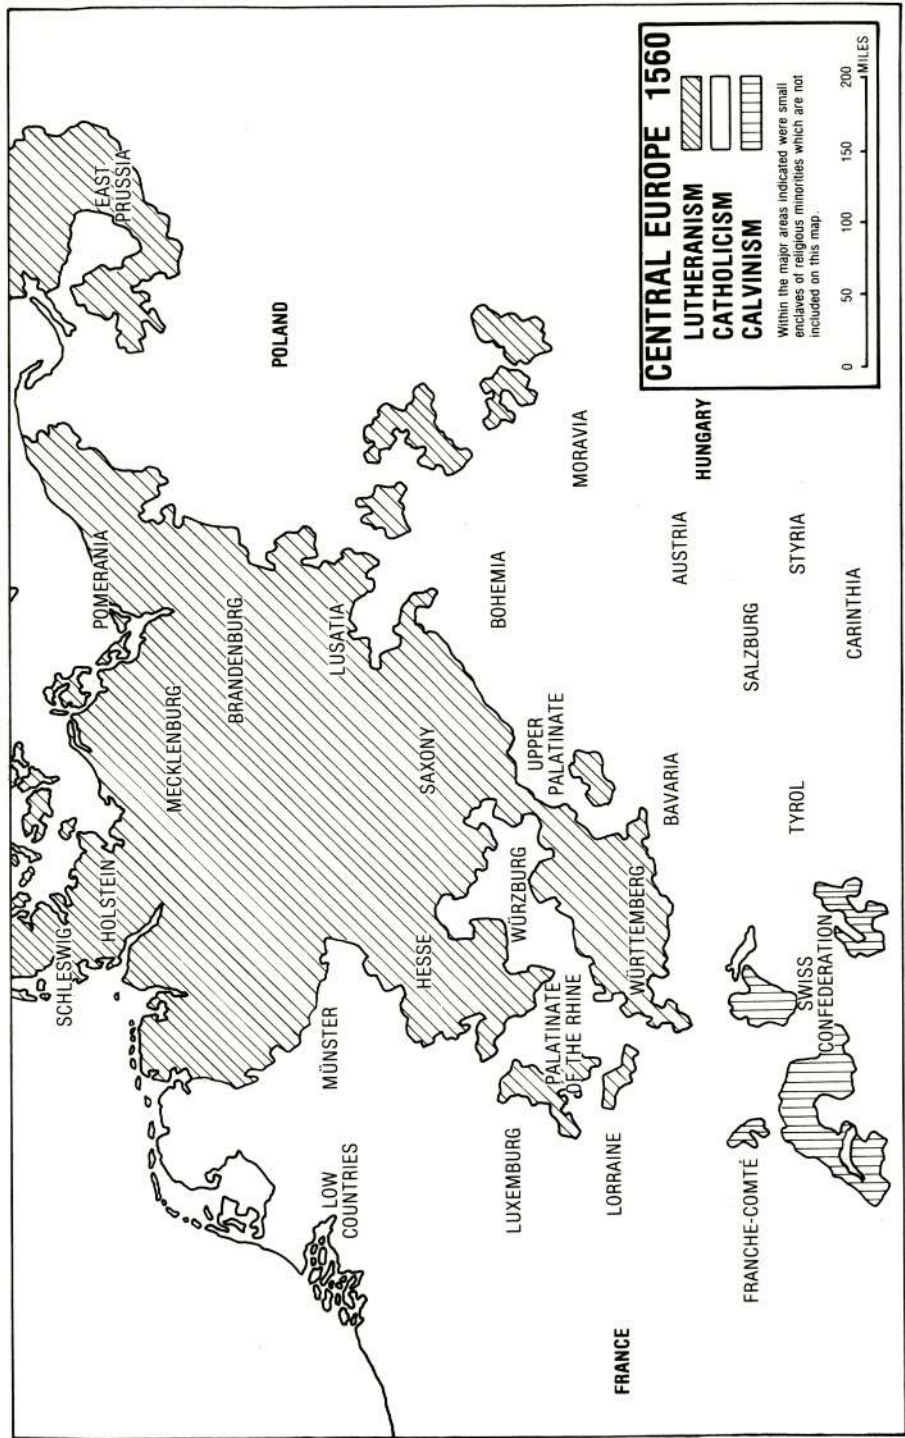 CENTRAL EUROPE 1560
LUTHERANISM
CATHOLICISM
CALVINISM
Within the major areas indicated were small
enclaves of religious minorities which are not
included on this map.
0 50 100 150 200
MILES
SCHLESWIG
HOLSTEIN
MECKLENBURG
POMERANIA
EAST
PRUSSIA
BRANDENBURG
POLAND
LOW
COUNTRIES
MÜNSTER
LUSATIA
HESSE
SAXONY
LUXEMBURG
WÜRZBURG
BOHEMIA
PALATINATE
OF THE RHINE
UPPER
PALATINATE
MORAVIA
FRANCE
LORRAINE
WÜRTTEMBERG
BAVARIA
AUSTRIA
HUNGARY
FRANCHE-COMTÉ
SALZBURG
SWISS
CONFEDERATION
TYROL
STYRIA
CARINTHIA